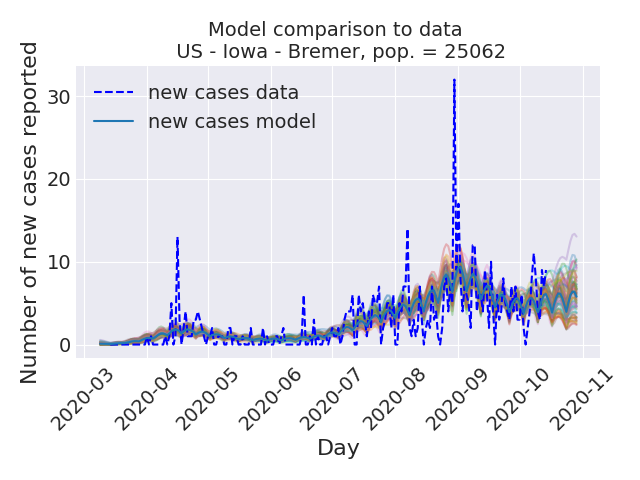 Model comparison to data
US - Iowa - Bremer, pop. = 25062
Number of new cases reported
30
20
10
0
new cases data
new cases model
2020-03
2020-04
2020-05
2020-06
2020-07
2020-08
2020-09
2020-10
2020-11
Day